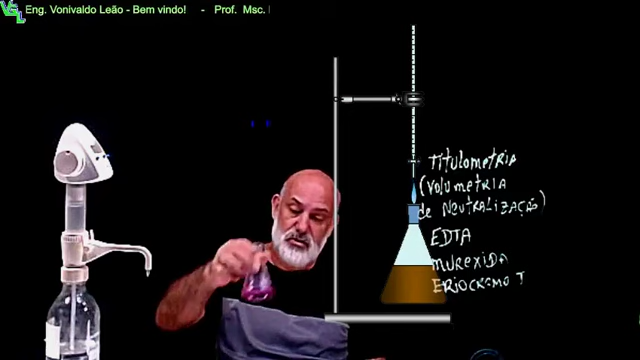 Eng. Vonivaldo Leão - Bem vindo! - Prof. Msc.
Titulometria
(Volumetria
de Neutralização)
EDTA
MUREXIDA
ERIOCROMO T